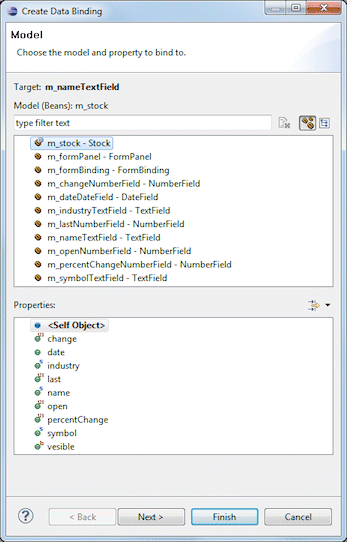 Create Data Binding
Model
Choose the model and property to bind to.
Target: m_nameTextField
Model (Beans): m_stock
type filter text
m_stock - Stock
m_formPanel - FormPanel
m_formBinding - FormBinding
m_changeNumberField - NumberField
m_dateDateField - DateField
m_industryTextField - TextField
m_lastNumberField - NumberField
m_nameTextField - TextField
m_openNumberField - NumberField
m_percentChangeNumberField - NumberField
m_symbolTextField - TextField
Properties:
<Self Object>
change
date
industry
last
name
open
percentChange
symbol
vesible
? < Back Next > Finish Cancel